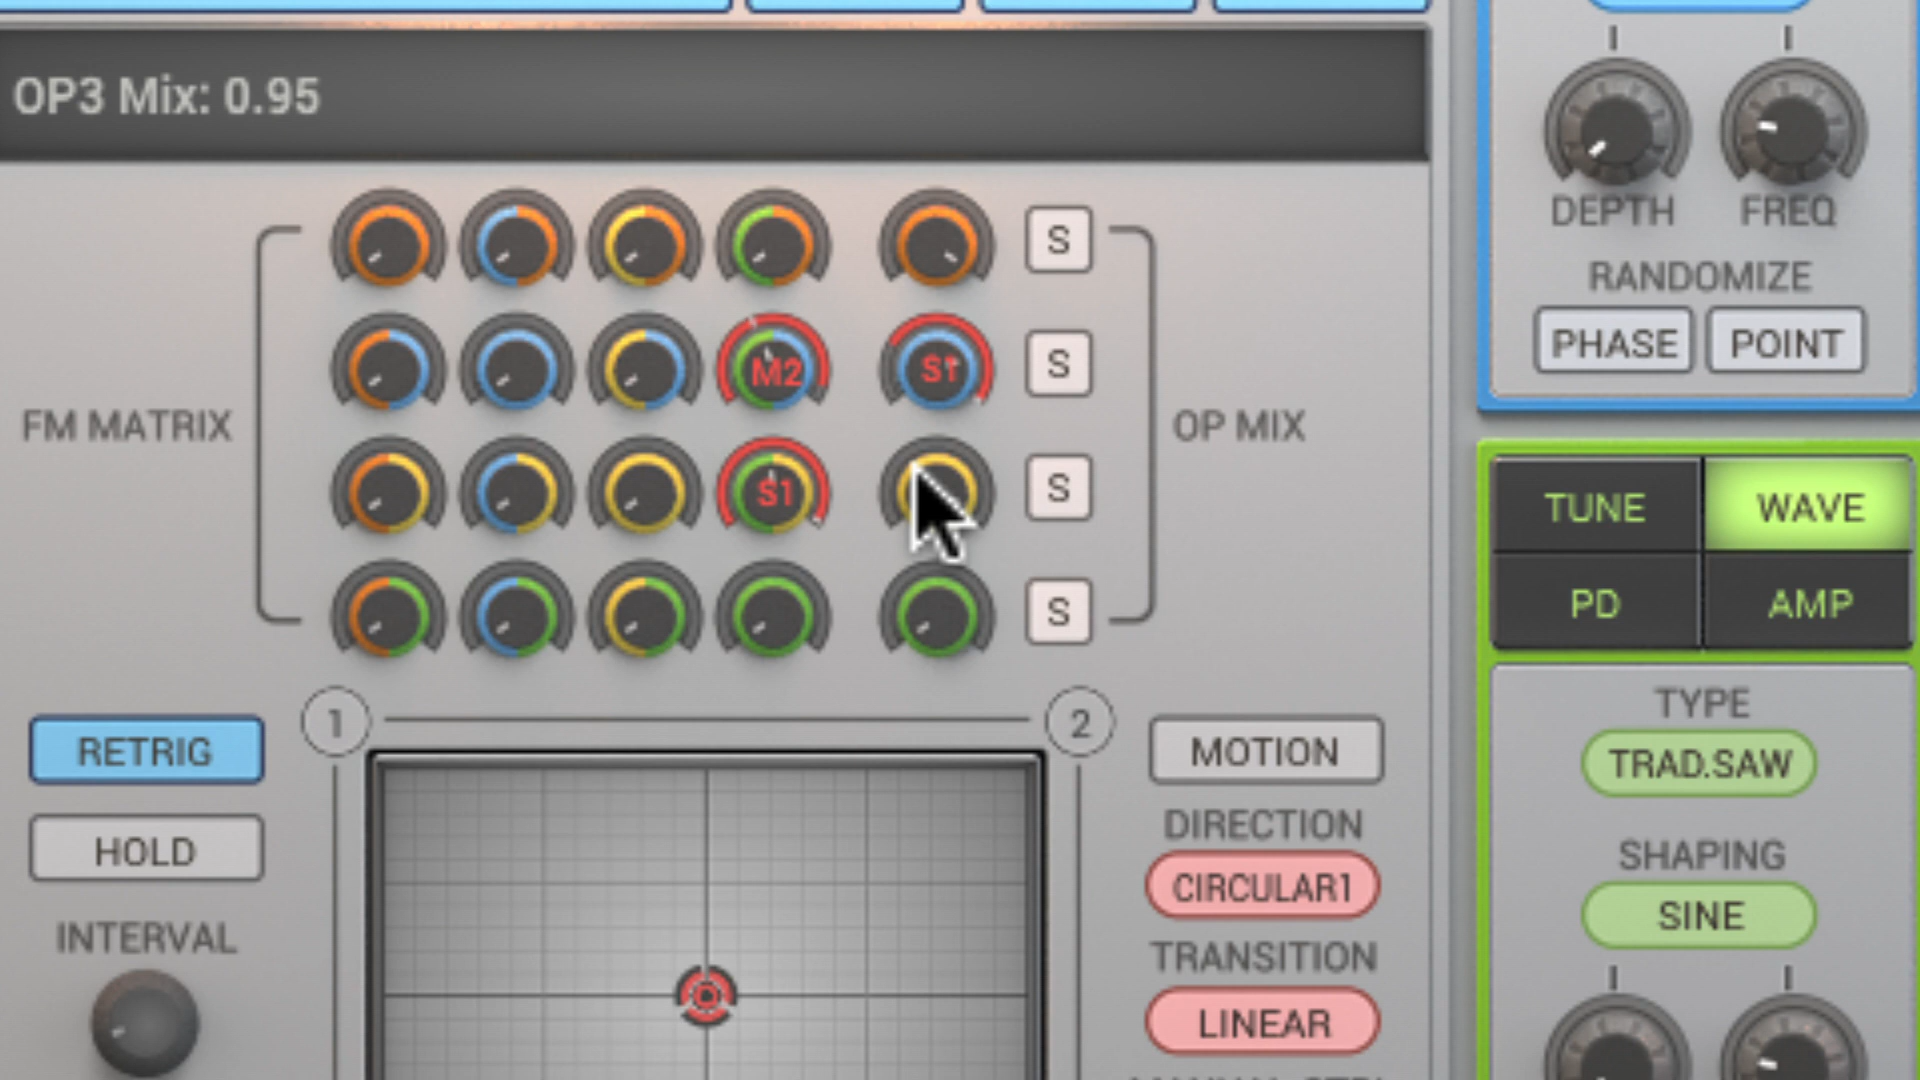 OP3 Mix: 0.95
DEPTH FREQ
RANDOMIZE
PHASE POINT
S
M2 S1 S
FM MATRIX OP MIX
S1 S
S
TUNE WAVE
PD AMP
1 2
RETRIG
HOLD
INTERVAL
MOTION
DIRECTION
CIRCULAR1
TRANSITION
LINEAR
TYPE
TRAD.SAW
SHAPING
SINE